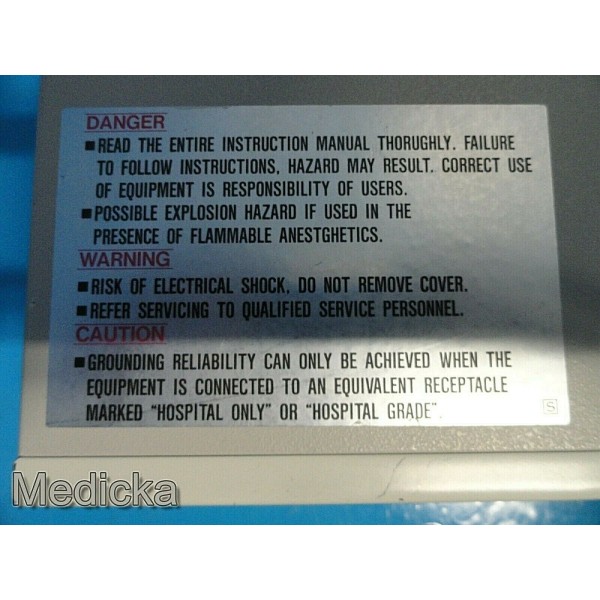 DANGER
■READ THE ENTIRE INSTRUCTION MANUAL THORUGHLY. FAILURE
TO FOLLOW INSTRUCTIONS, HAZARD MAY RESULT. CORRECT USE
OF EQUIPMENT IS RESPONSIBILITY OF USERS.
■POSSIBLE EXPLOSION HAZARD IF USED IN THE
PRESENCE OF FLAMMABLE ANESTGHETICS.
WARNING
■RISK OF ELECTRICAL SHOCK, DO NOT REMOVE COVER.
■REFER SERVICING TO QUALIFIED SERVICE PERSONNEL.
CAUTION
■GROUNDING RELIABILITY CAN ONLY BE ACHIEVED WHEN THE
EQUIPMENT IS CONNECTED TO AN EQUIVALENT RECEPTACLE
MARKED "HOSPITAL ONLY" OR "HOSPITAL GRADE".
S
Medicka